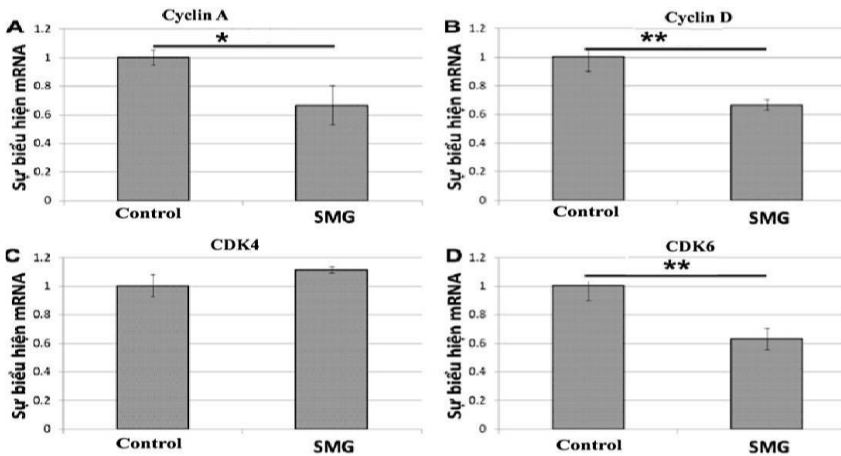 A
Cyclin A
Sự biểu hiện mRNA
1.2
1
0.8
0.6
0.4
0.2
0
*
Control
SMG
B
Cyclin D
Sự biểu hiện mRNA
1.2
1
0.8
0.6
0.4
0.2
0
**
Control
SMG
C
CDK4
Sự biểu hiện mRNA
1.2
1
0.8
0.6
0.4
0.2
0
Control
SMG
D
CDK6
Sự biểu hiện mRNA
1.2
1
0.8
0.6
0.4
0.2
0
**
Control
SMG